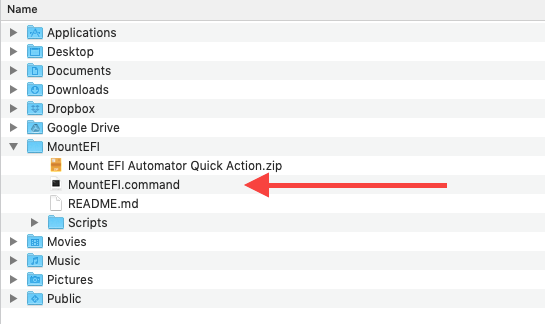 Name
Applications
Desktop
Documents
Downloads
Dropbox
Google Drive
MountEFI
Mount EFI Automator Quick Action.zip
MountEFI.command
README.md
Scripts
Movies
Music
Pictures
Public